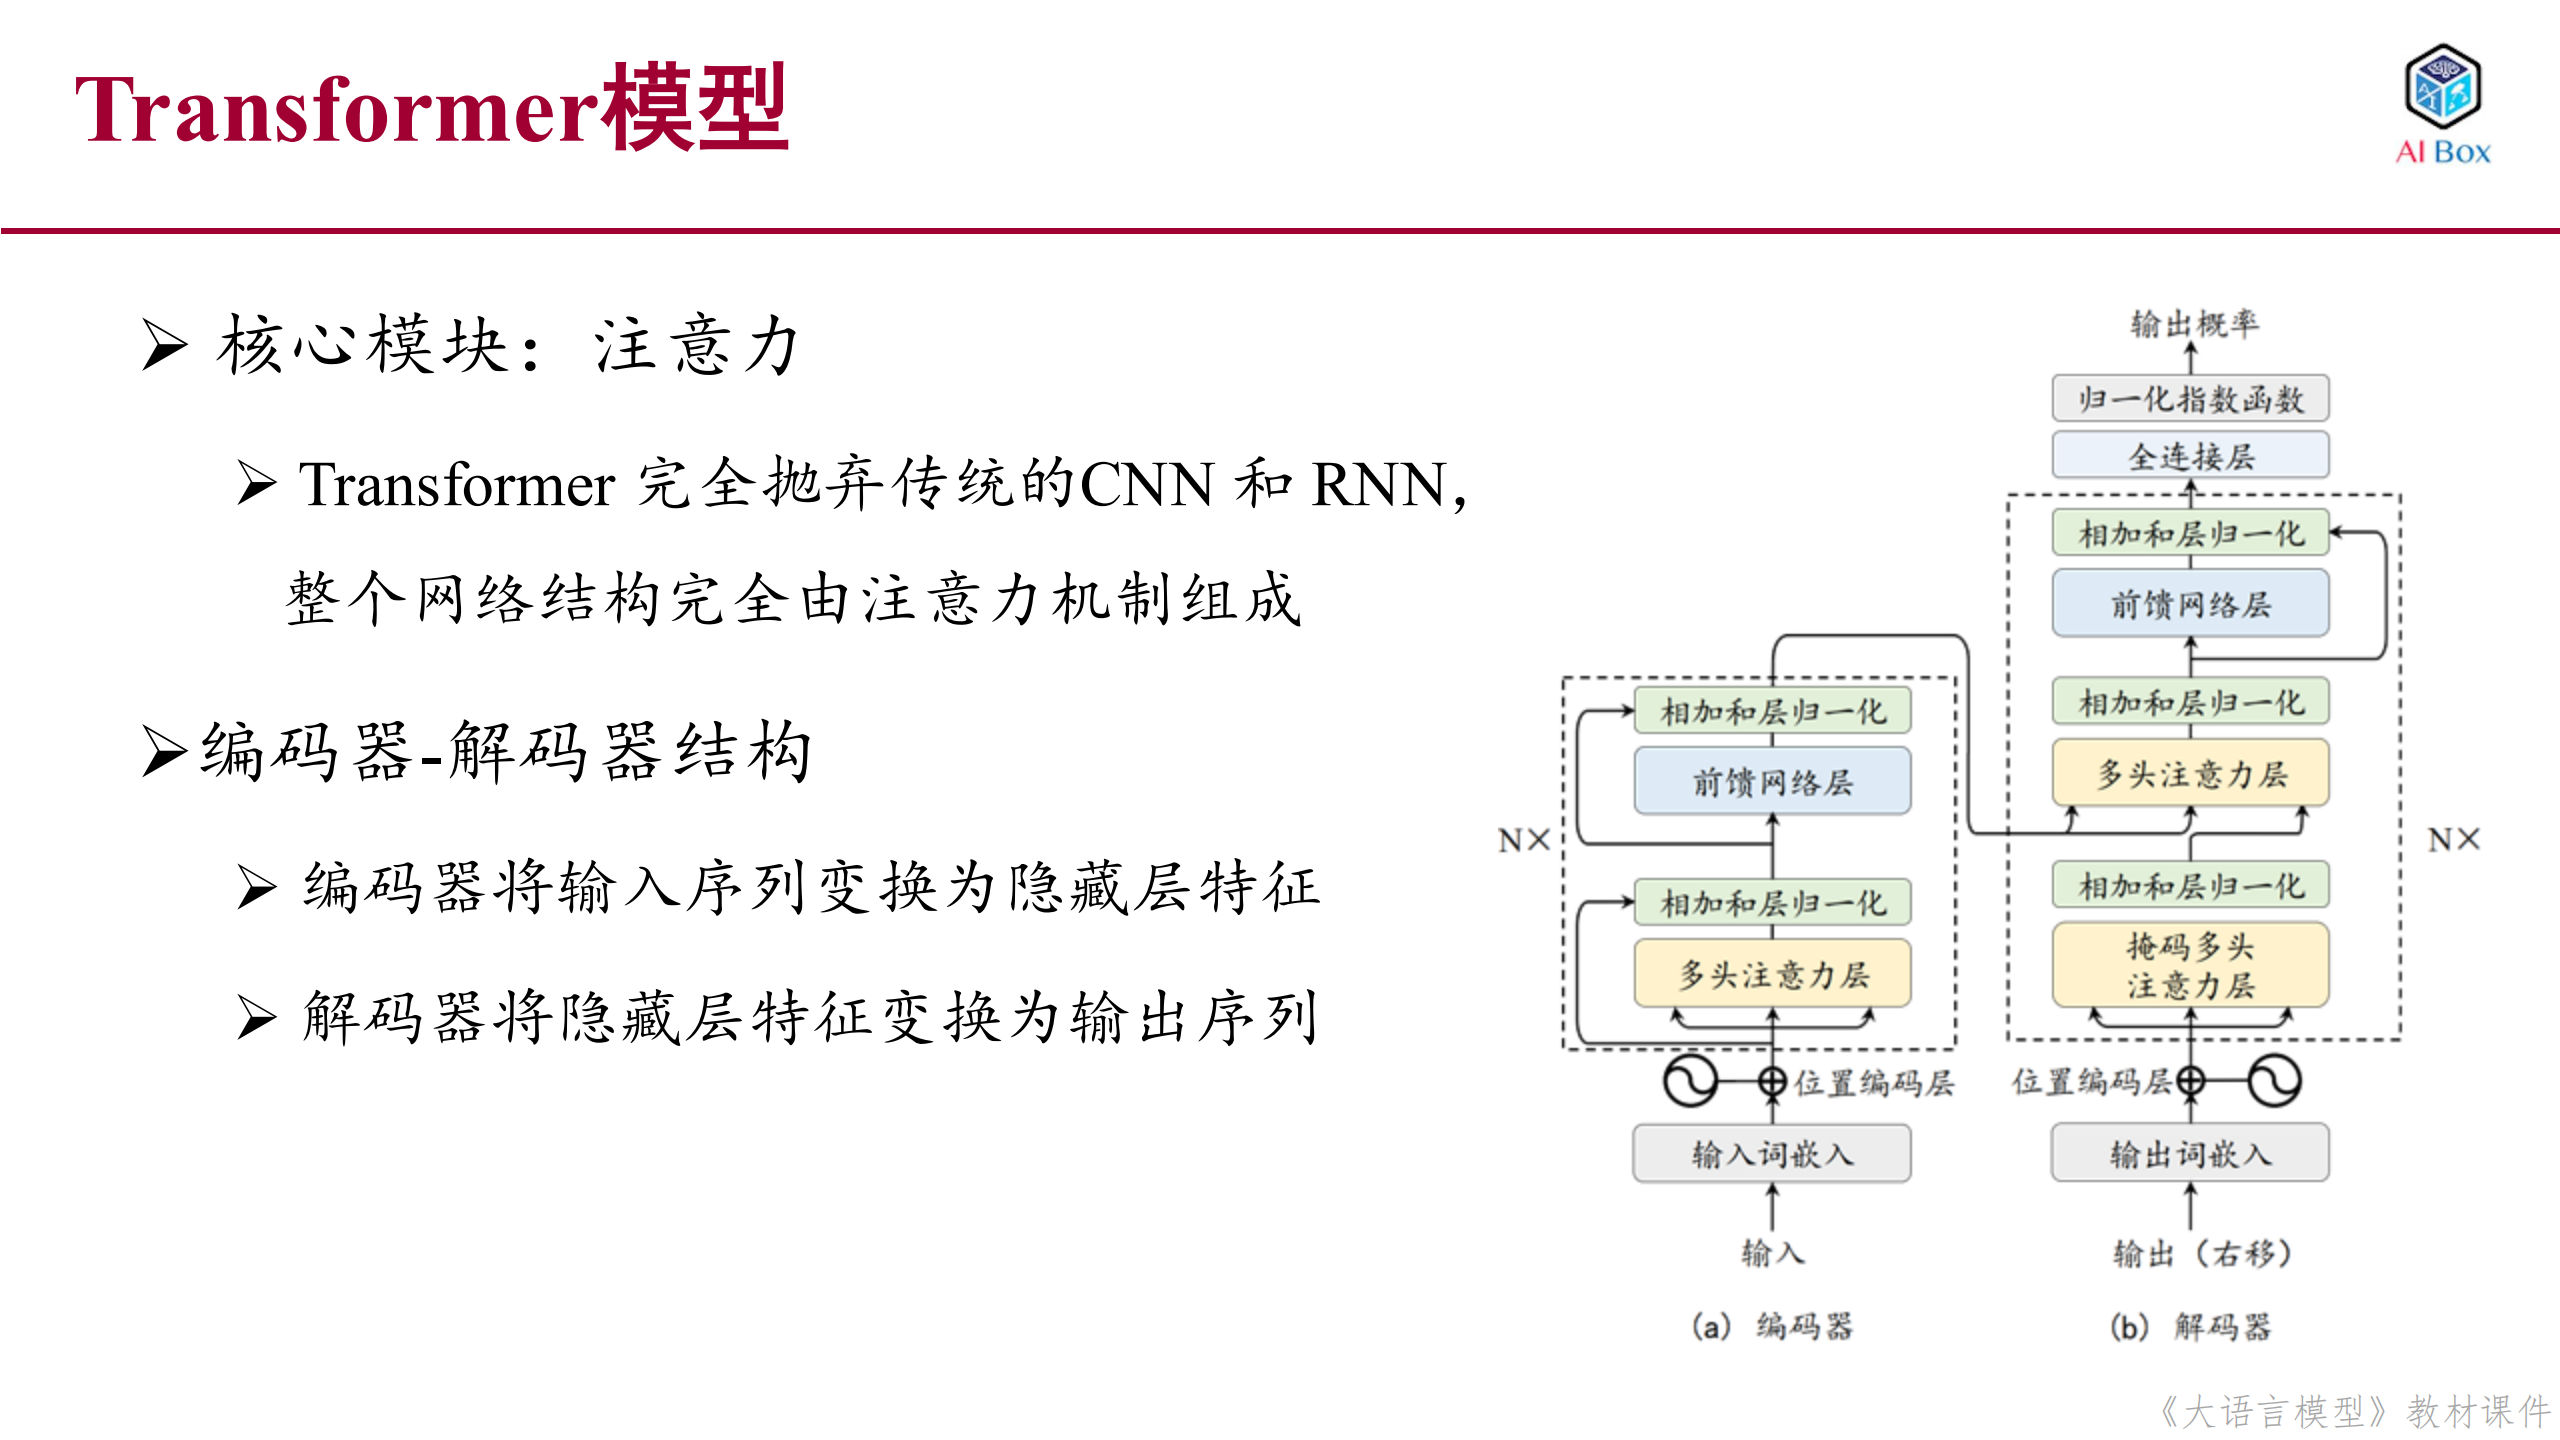 Transformer模型
AI Box
➢ 核心模块：注意力
➢ Transformer 完全抛弃传统的CNN 和 RNN，
整个网络结构完全由注意力机制组成
➢编码器-解码器结构
➢ 编码器将输入序列变换为隐藏层特征
➢ 解码器将隐藏层特征变换为输出序列
相加和层归一化
前馈网络层
N×
相加和层归一化
多头注意力层
位置编码层
输入词嵌入
输入
(a) 编码器
输出概率
归一化指数函数
全连接层
相加和层归一化
前馈网络层
相加和层归一化
多头注意力层
N×
相加和层归一化
掩码多头
注意力层
位置编码层
输出词嵌入
输出（右移）
(b) 解码器
《大语言模型》教材课件